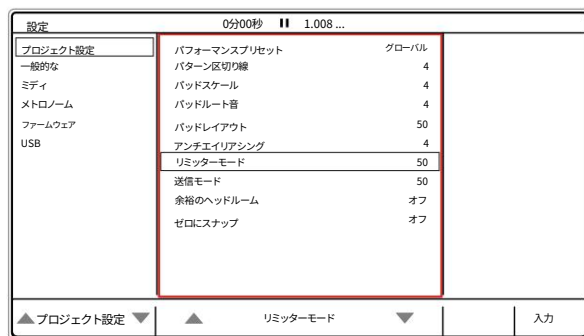 設定 0分00秒 1.008 ...
プロジェクト設定
一般的な
ミディ
メトロノーム
ファームウェア
USB
パフォーマンスプリセット グローバル
パターン区切り線 4
パッドスケール 4
パッドルート音 4
パッドレイアウト 50
アンチエイリアシング 4
リミッターモード 50
送信モード 50
余裕のヘッドルーム オフ
ゼロにスナップ オフ
プロジェクト設定 リミッターモード 入力